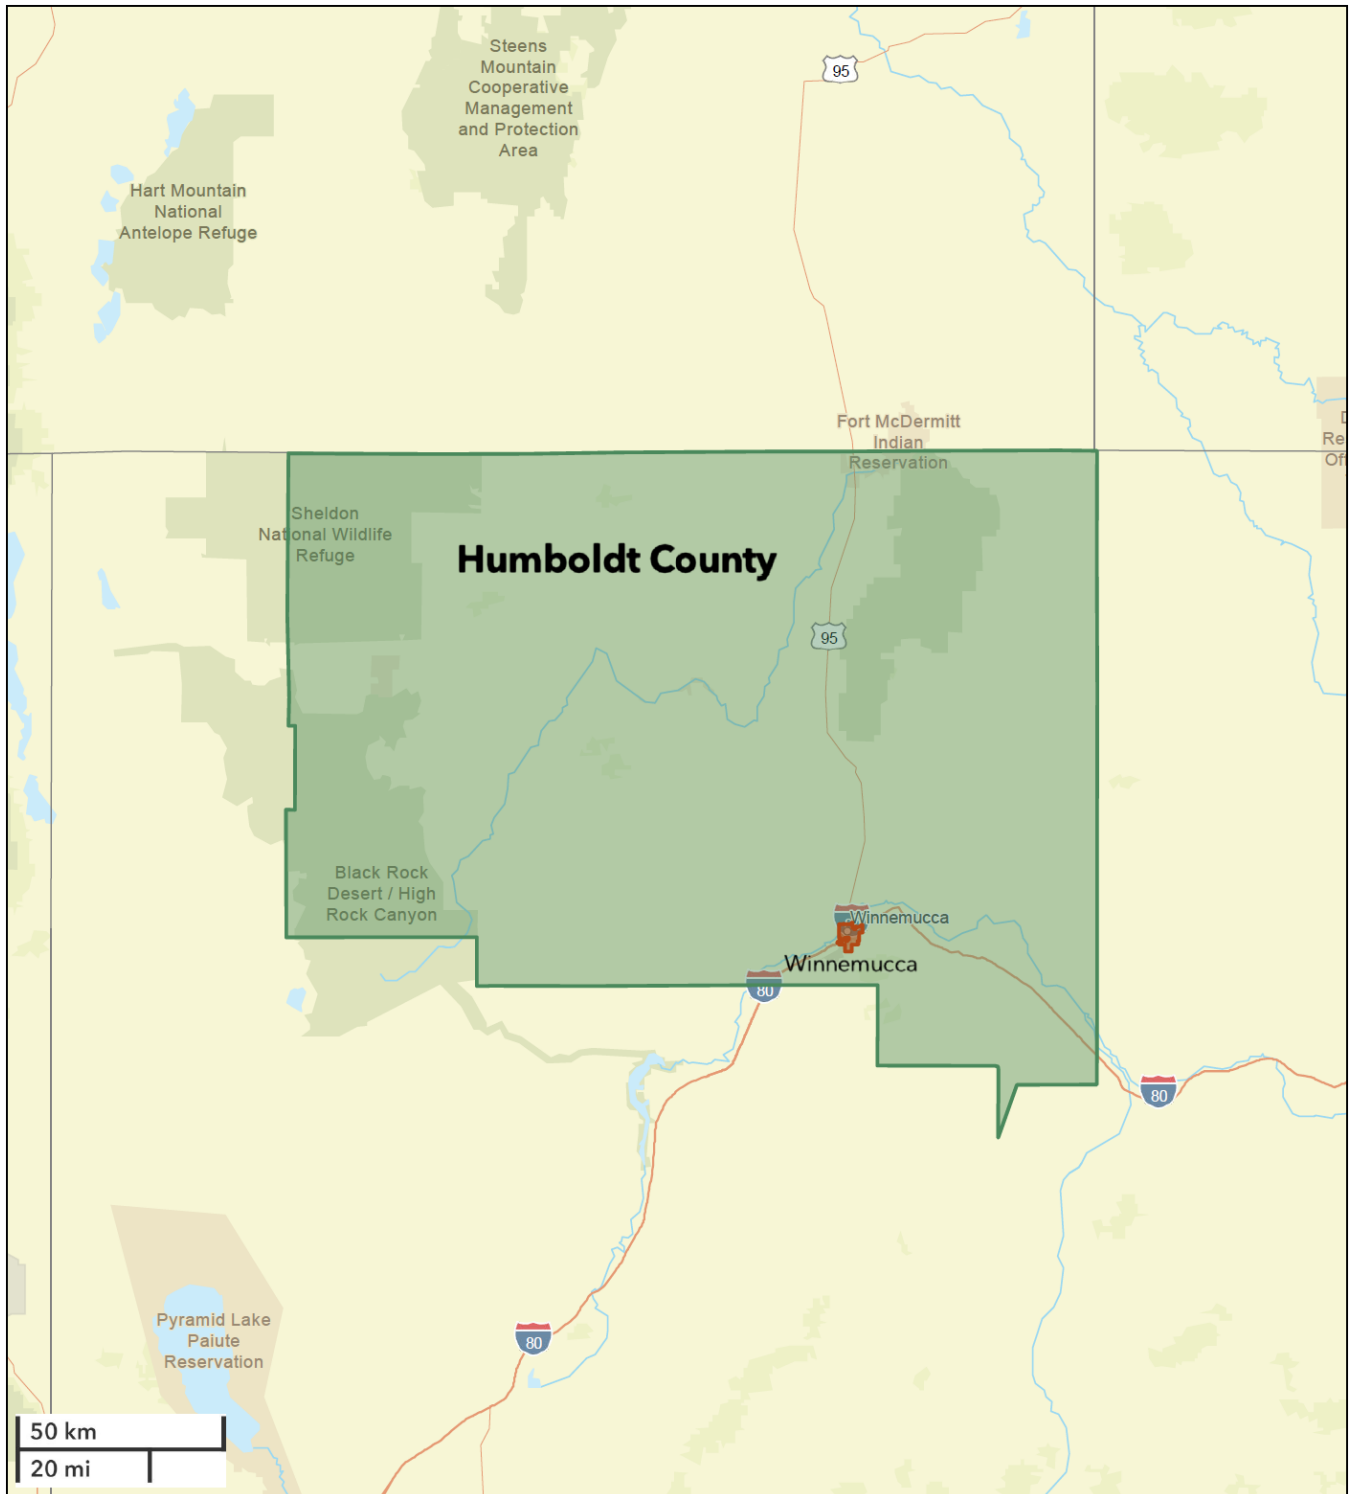 Steens
Mountain
Cooperative
Management
and Protection
Area
95
Hart Mountain
National
Antelope Refuge
Fort McDermitt
Indian
Reservation
D
Re
Off
Sheldon
National Wildlife
Refuge
Humboldt County
95
Black Rock
Desert / High
Rock Canyon
Winnemucca
Winnemucca
80
80
Pyramid Lake
Paiute
Reservation
80
50 km
20 mi